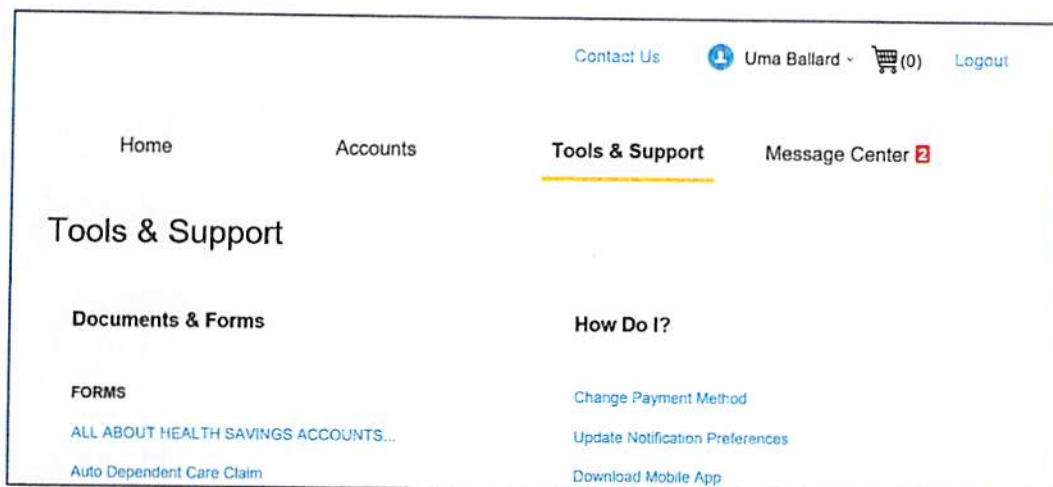 Contact Us Uma Ballard (0) Logout
Home Accounts Tools & Support Message Center 2
Tools & Support
Documents & Forms
FORMS
ALL ABOUT HEALTH SAVINGS ACCOUNTS...
Auto Dependent Care Claim
How Do I?
Change Payment Method
Update Notification Preferences
Download Mobile App